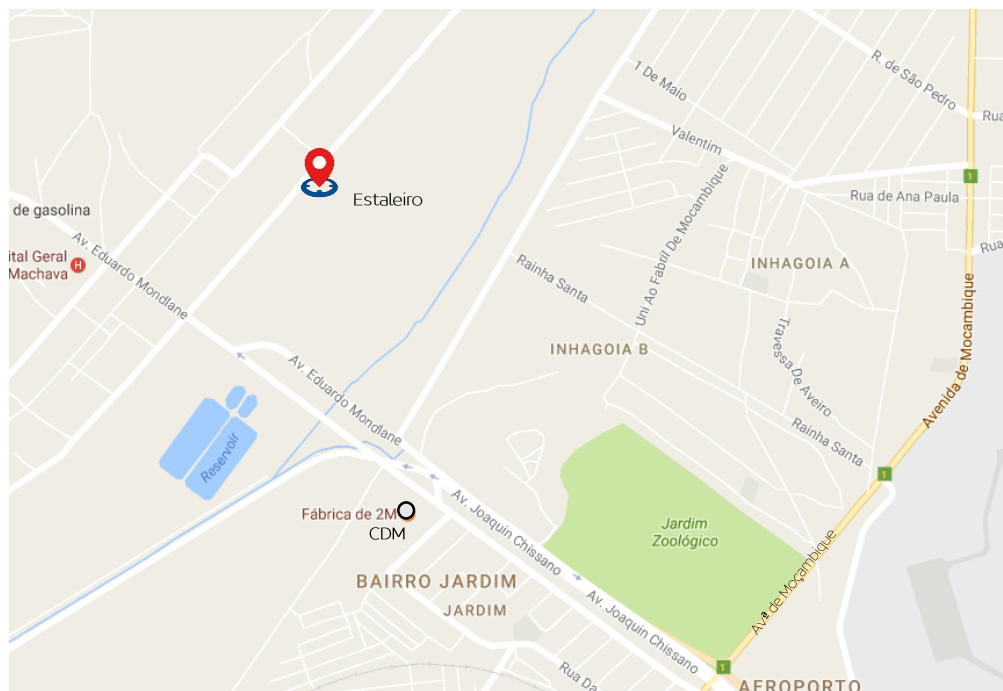 R. de São Pedro
1 De Maio
Rua
Valentim
1
Estaleiro
Rua de Ana Paula
de gasolina
Uni Ao Fabril De Mocambique
Av. Eduardo Mondlane
Rua
ital Geral
Machava
H
Rainha Santa
INHAGOIA A
Avenida de Mocambique
Travessa De Aveiro
INHAGOIA B
Av. Eduardo Mondlane
Reservoir
Rainha Santa
1
Av. Joaquin Chissano
Fábrica de 2M
CDM
Jardim
Zoológico
BAIRRO JARDIM
JARDIM
Avª de Moçambique
Av. Joaquin Chissano
Rua Da
1
AEROPORTO